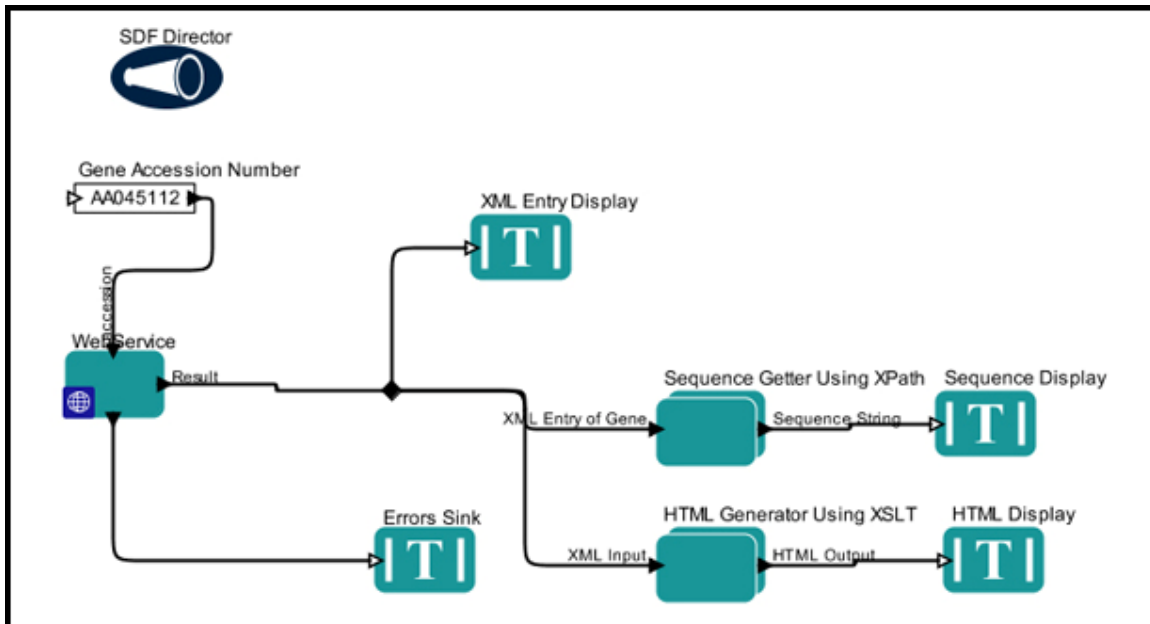 SDF Director
Gene Accession Number
AA045112
XML Entry Display
T
accession
WebService
Result
Sequence Getter Using XPath
Sequence Display
XML Entry of Gene
Sequence String
T
Errors Sink
T
HTML Generator Using XSLT
HTML Display
XML Input
HTML Output
T